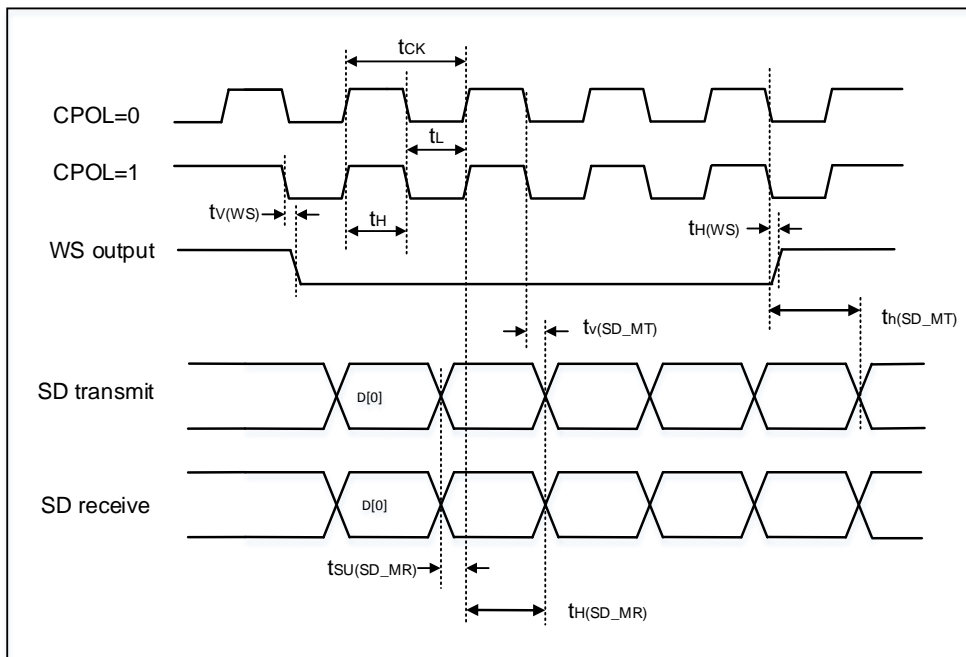 tCK
CPOL=0
tL
CPOL=1
tV(WS)
tH
tH(WS)
WS output
tv(SD_MT)
th(SD_MT)
SD transmit
D[0]
SD receive
D[0]
tSU(SD_MR)
tH(SD_MR)